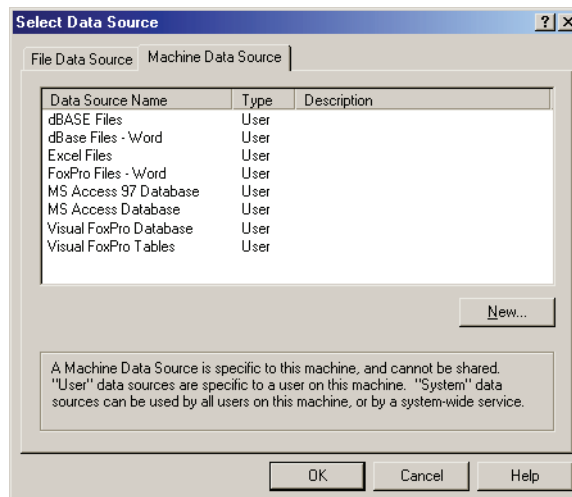 Select Data Source
File Data Source Machine Data Source
Data Source Name Type Description
dBASE Files User
dBase Files - Word User
Excel Files User
FoxPro Files - Word User
MS Access 97 Database User
MS Access Database User
Visual FoxPro Database User
Visual FoxPro Tables User
New...
A Machine Data Source is specific to this machine, and cannot be shared.
"User" data sources are specific to a user on this machine. "System" data
sources can be used by all users on this machine, or by a system-wide service.
OK Cancel Help